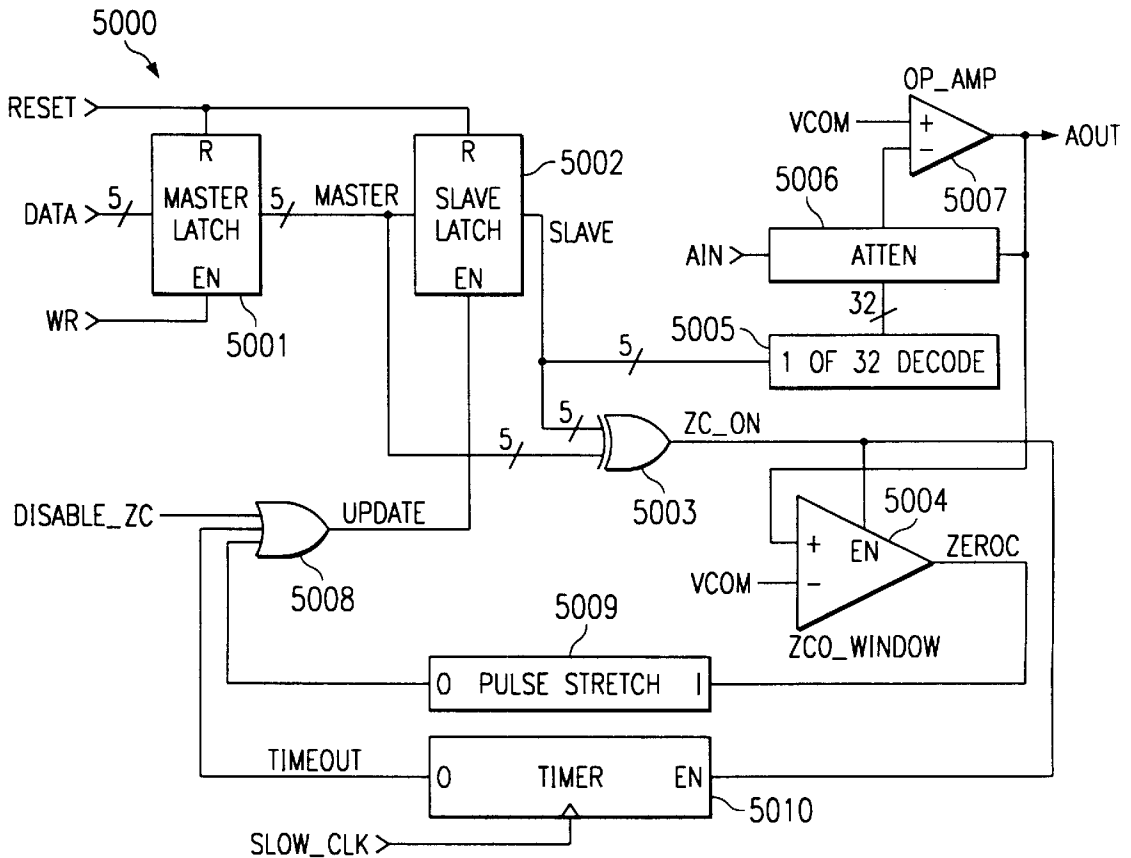 5000
RESET
DATA
5
WR
R
MASTER
LATCH
EN
5001
5
MASTER
R
SLAVE
LATCH
EN
5002
SLAVE
OP_AMP
VCOM
+
−
5007
AOUT
5006
AIN
ATTEN
32
5005
1 OF 32 DECODE
5
5
5
ZC_ON
5003
5004
+
EN
−
VCOM
ZEROC
ZCO_WINDOW
DISABLE_ZC
UPDATE
5008
5009
O PULSE STRETCH I
TIMEOUT
O TIMER EN
5010
SLOW_CLK